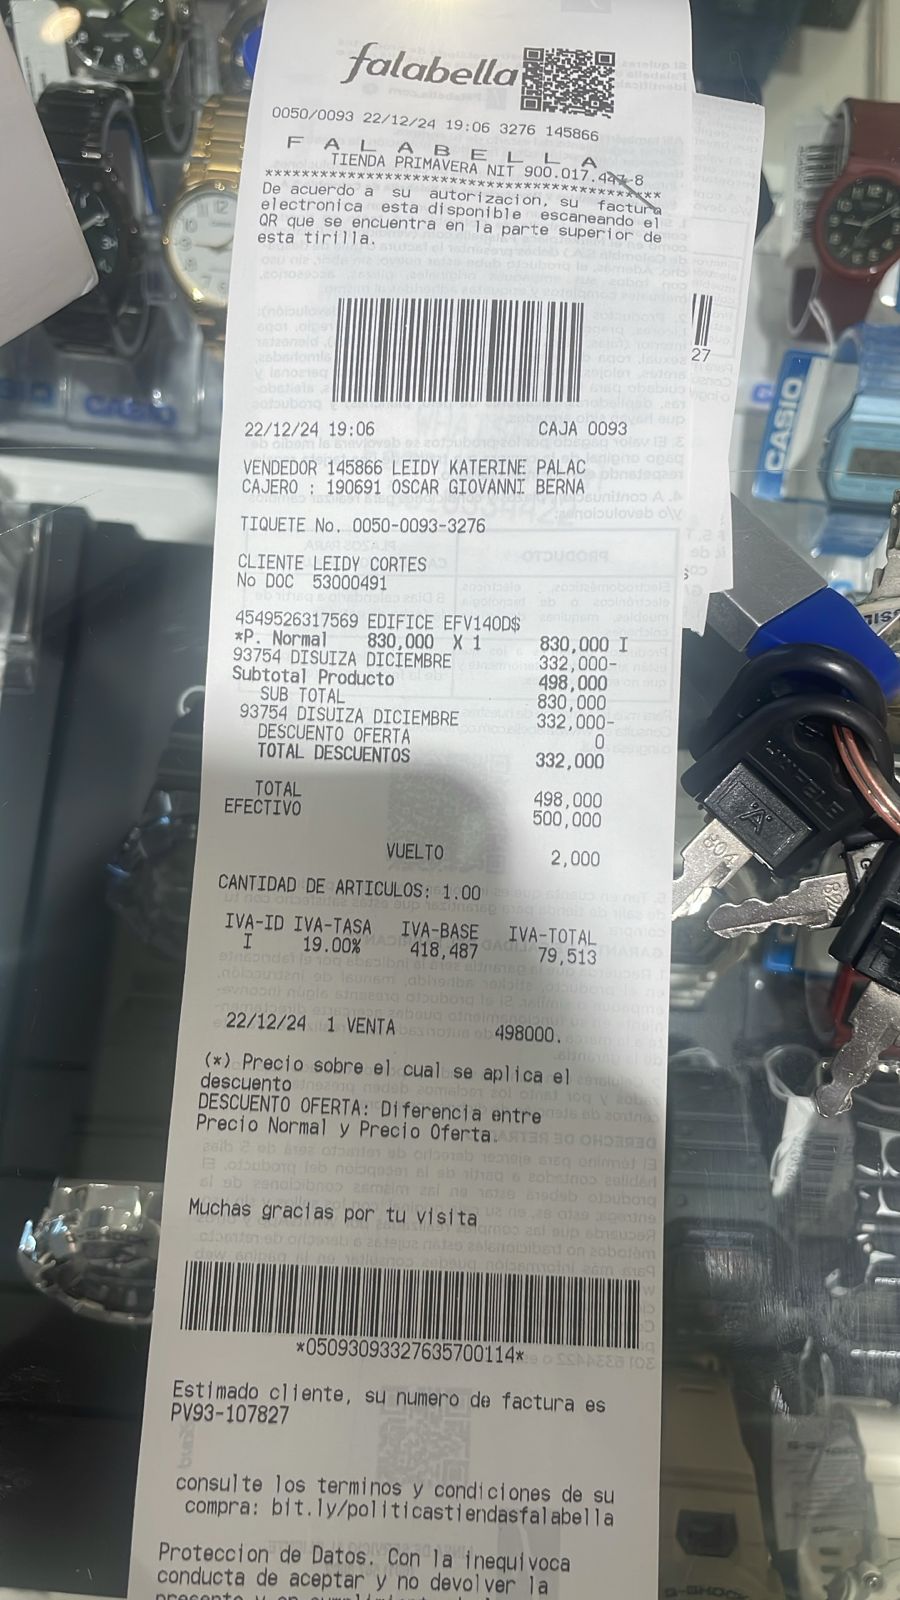 falabella
0050/0093 22/12/24 19:06 3276 145866
F A L A B E L L A
TIENDA PRIMAVERA NIT 900.017.447-8
****************************************
De acuerdo a su autorizacion, su factura
electronica esta disponible escaneando el
QR que se encuentra en la parte superior de
esta tirilla.
27
22/12/24 19:06 CAJA 0093
VENDEDOR 145866 LEIDY KATERINE PALAC
CAJERO : 190691 OSCAR GIOVANNI BERNA
TIQUETE No. 0050-0093-3276
CLIENTE LEIDY CORTES
No DOC 53000491
4549526317569 EDIFICE EFV140D$
*P. Normal 830,000 X 1 830,000 I
93754 DISUIZA DICIEMBRE 332,000-
Subtotal Producto 498,000
SUB TOTAL 830,000
93754 DISUIZA DICIEMBRE 332,000-
DESCUENTO OFERTA 0
TOTAL DESCUENTOS 332,000
TOTAL 498,000
EFECTIVO 500,000
VUELTO 2,000
CANTIDAD DE ARTICULOS: 1.00
IVA-ID IVA-TASA IVA-BASE IVA-TOTAL
I 19.00% 418,487 79,513
22/12/24 1 VENTA 498000.
(*) Precio sobre el cual se aplica el
descuento
DESCUENTO OFERTA: Diferencia entre
Precio Normal y Precio Oferta.
Muchas gracias por tu visita
*05093093327635700114*
Estimado cliente, su numero de factura es
PV93-107827
consulte los terminos y condiciones de su
compra: bit.ly/politicastiendasfalabella
Proteccion de Datos. Con la inequivoca
conducta de aceptar y no devolver la
CASIO
CASIO
804
G-SHOCK